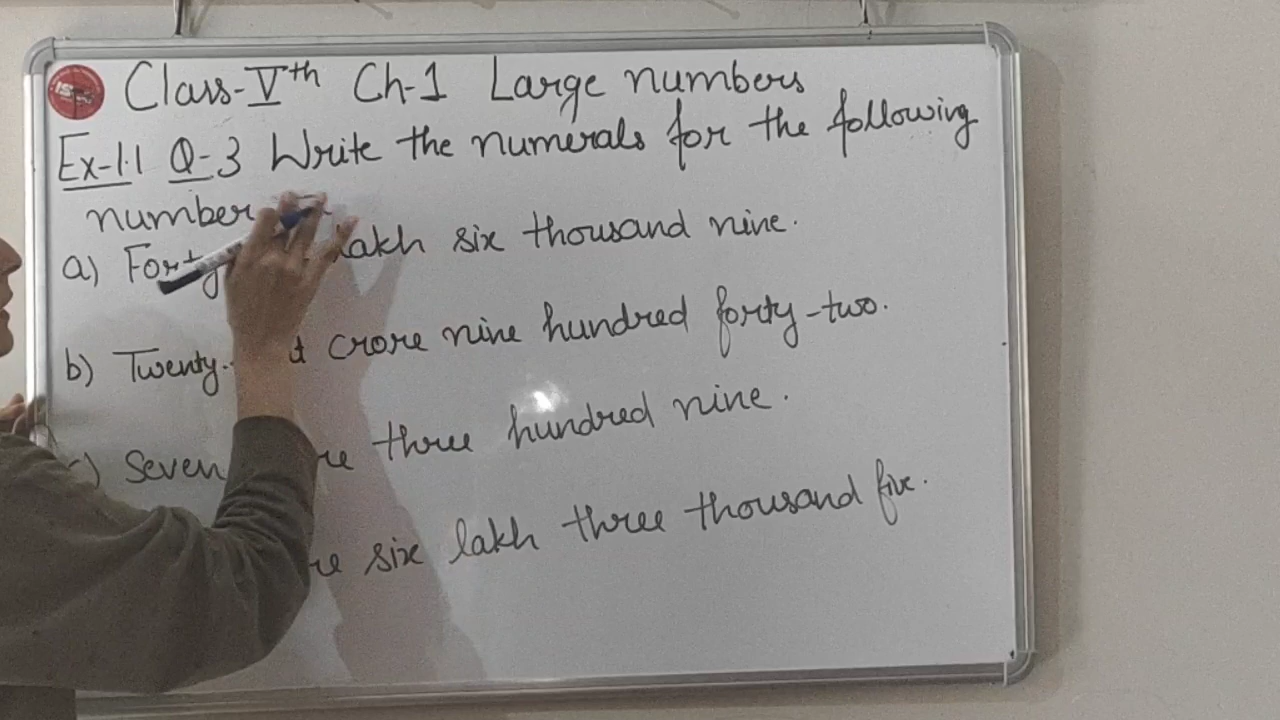 Class-Vth Ch-1 Large numbers
Ex-1.1 Q-3 Write the numerals for the following
number
a) Forty lakh six thousand nine.
b) Twenty- crore nine hundred forty-two.
c) Seven three hundred nine.
six lakh three thousand five.